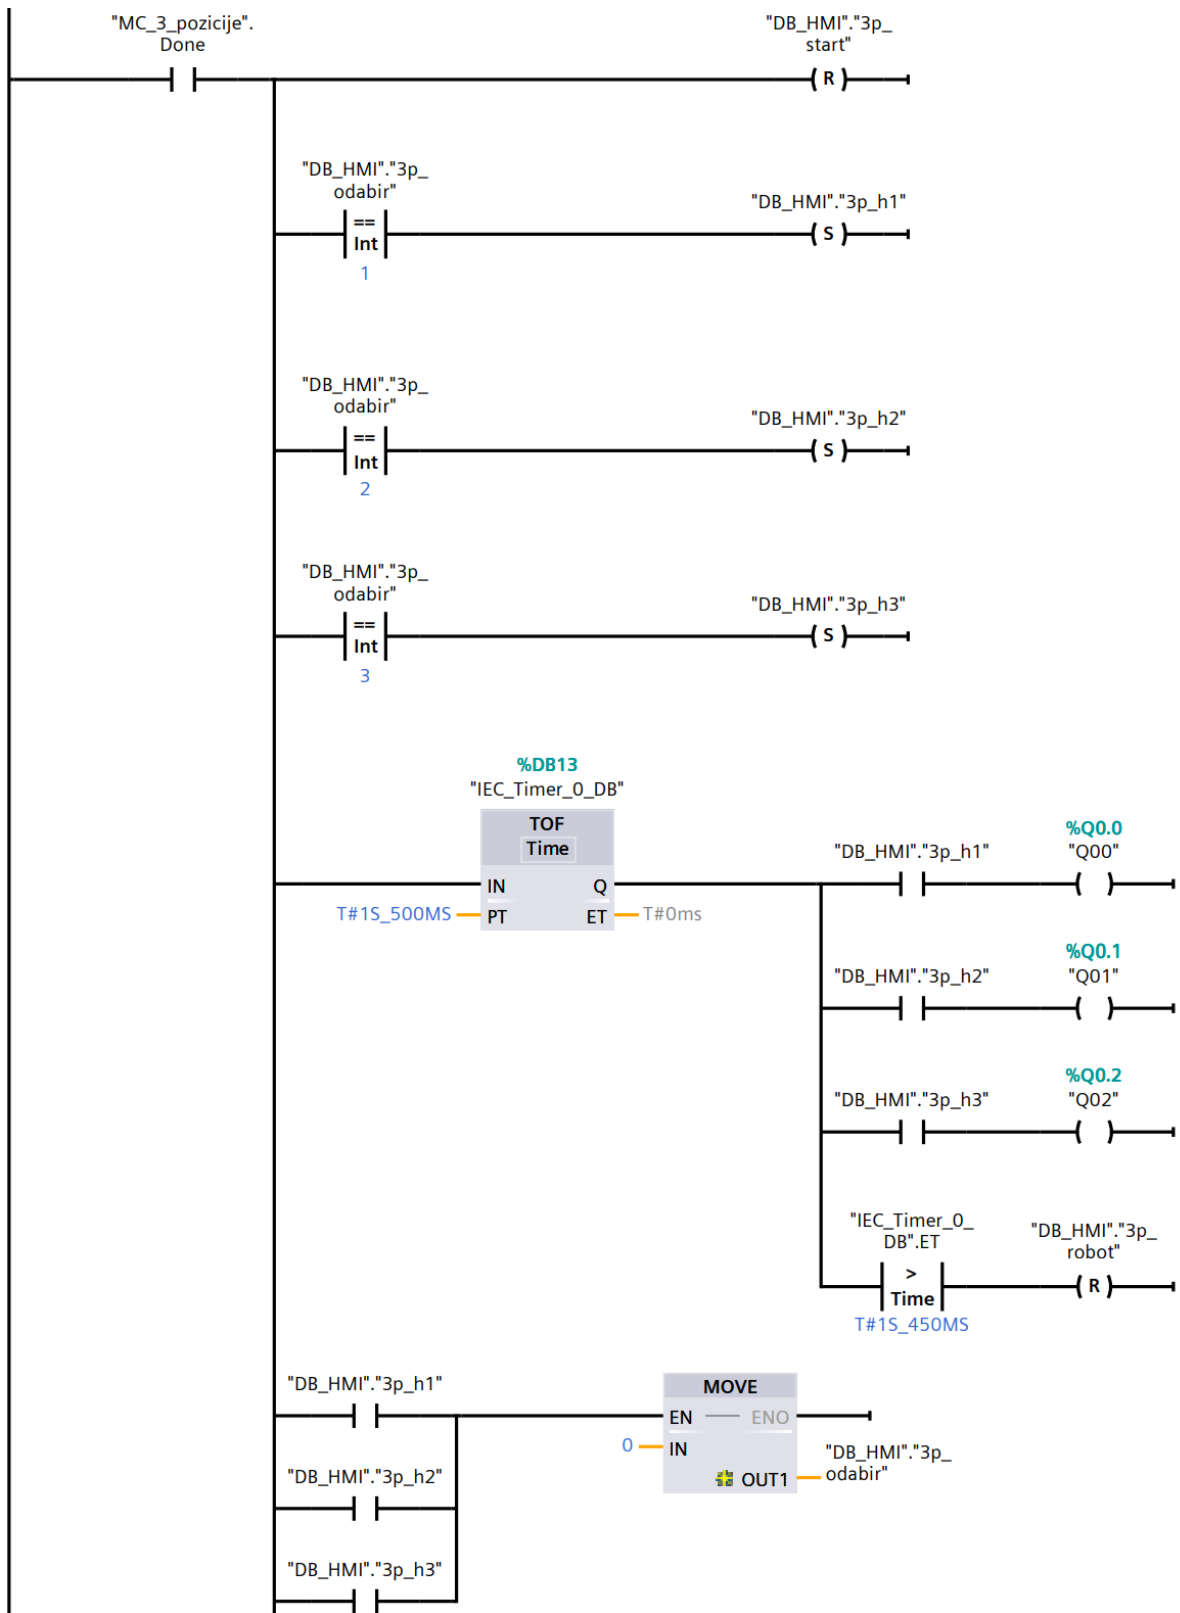 "MC_3_pozicije".
Done
"DB_HMI"."3p_
start"
R
"DB_HMI"."3p_
odabir"
==
Int
1
"DB_HMI"."3p_h1"
S
"DB_HMI"."3p_
odabir"
==
Int
2
"DB_HMI"."3p_h2"
S
"DB_HMI"."3p_
odabir"
==
Int
3
"DB_HMI"."3p_h3"
S
%DB13
"IEC_Timer_0_DB"
TOF
Time
IN Q
T#1S_500MS PT ET T#0ms
"DB_HMI"."3p_h1"
%Q0.0
"Q00"
"DB_HMI"."3p_h2"
%Q0.1
"Q01"
"DB_HMI"."3p_h3"
%Q0.2
"Q02"
"IEC_Timer_0_
DB".ET
>
Time
T#1S_450MS
"DB_HMI"."3p_
robot"
R
"DB_HMI"."3p_h1"
"DB_HMI"."3p_h2"
"DB_HMI"."3p_h3"
MOVE
EN ENO
0 IN
OUT1
"DB_HMI"."3p_
odabir"